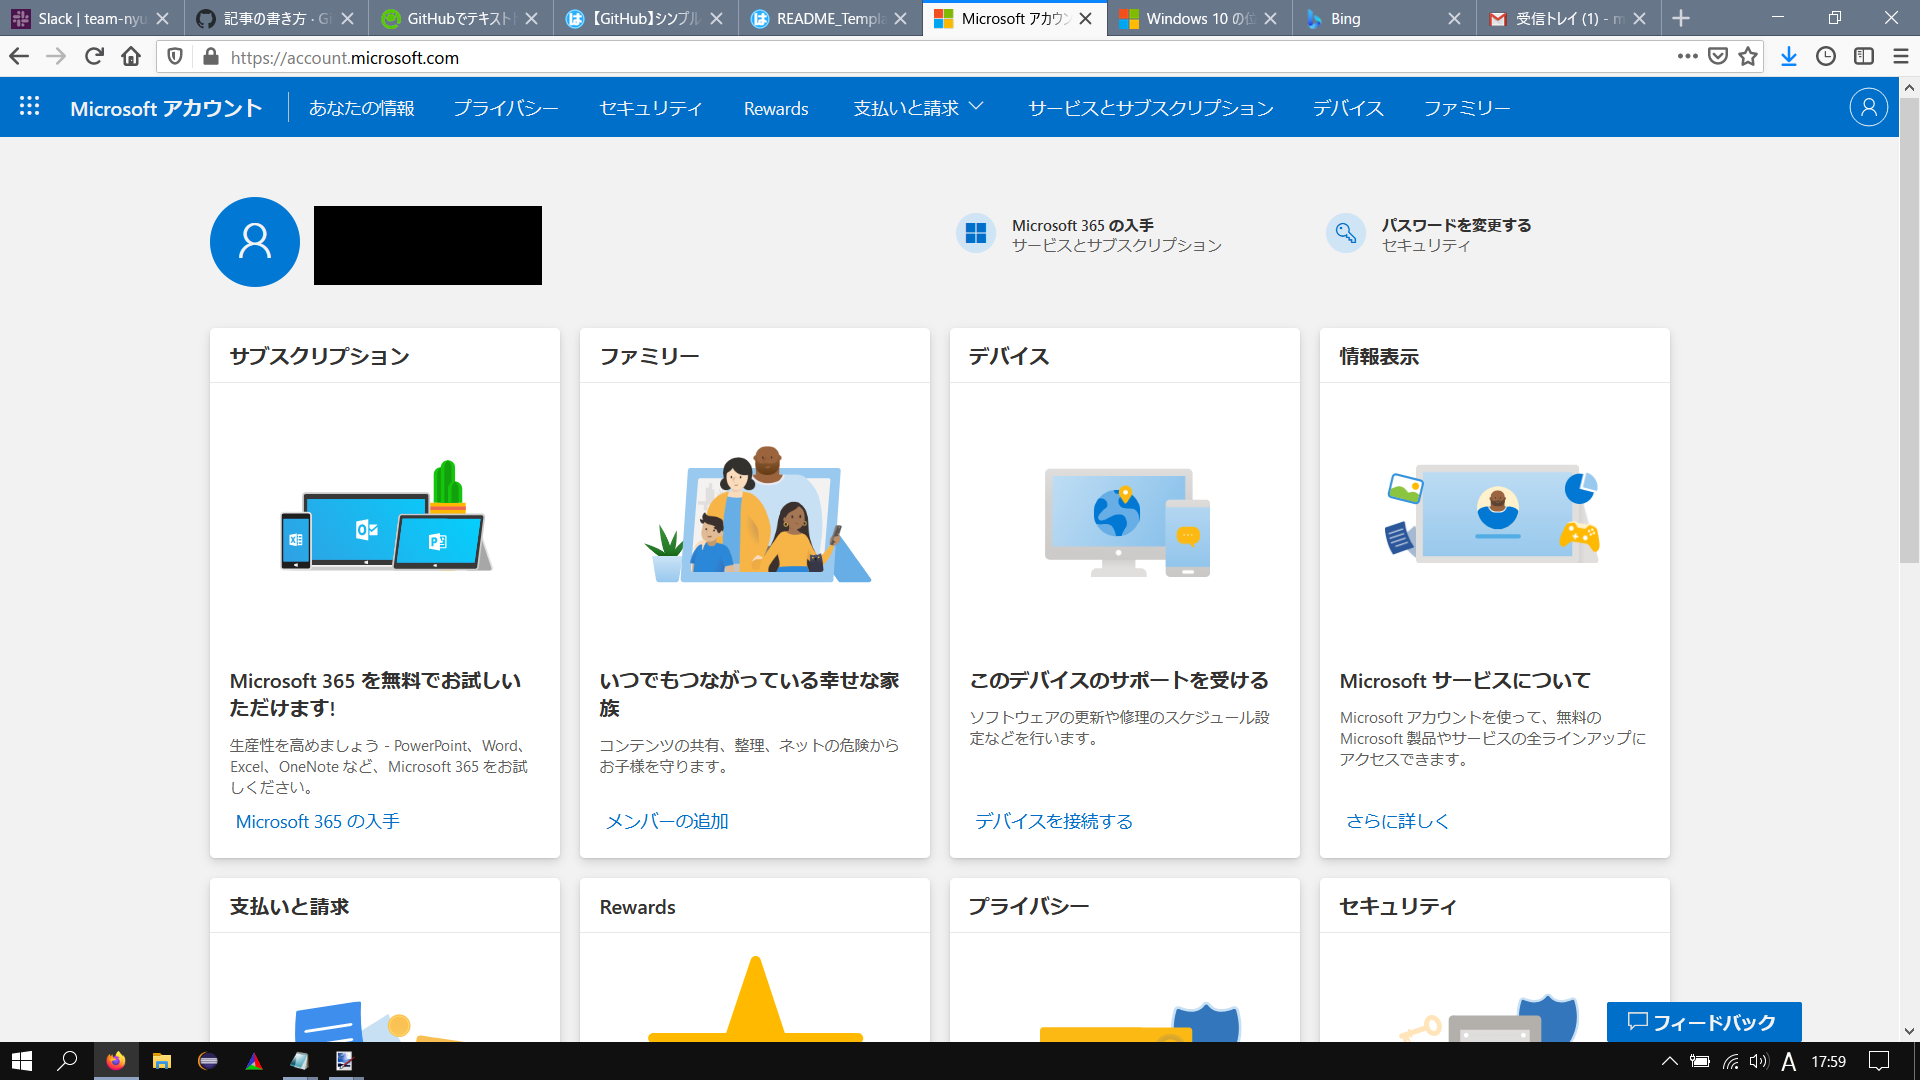 Slack | team-nyu
記事の書き方 · Gi
GitHubでテキスト
【GitHub】シンプル
README_Templa
Microsoft アカウン
Windows 10 の位
Bing
受信トレイ (1) - m
https://account.microsoft.com
Microsoft アカウント
あなたの情報
プライバシー
セキュリティ
Rewards
支払いと請求
サービスとサブスクリプション
デバイス
ファミリー
Microsoft 365 の入手
サービスとサブスクリプション
パスワードを変更する
セキュリティ
サブスクリプション
Microsoft 365 を無料でお試しい
ただけます!
生産性を高めましょう - PowerPoint、Word、
Excel、OneNote など、Microsoft 365 をお試
しください。
Microsoft 365 の入手
ファミリー
いつでもつながっている幸せな家
族
コンテンツの共有、整理、ネットの危険から
お子様を守ります。
メンバーの追加
デバイス
このデバイスのサポートを受ける
ソフトウェアの更新や修理のスケジュール設
定などを行います。
デバイスを接続する
情報表示
Microsoft サービスについて
Microsoft アカウントを使って、無料の
Microsoft 製品やサービスの全ラインアップに
アクセスできます。
さらに詳しく
支払いと請求
Rewards
プライバシー
セキュリティ
フィードバック
A
17:59